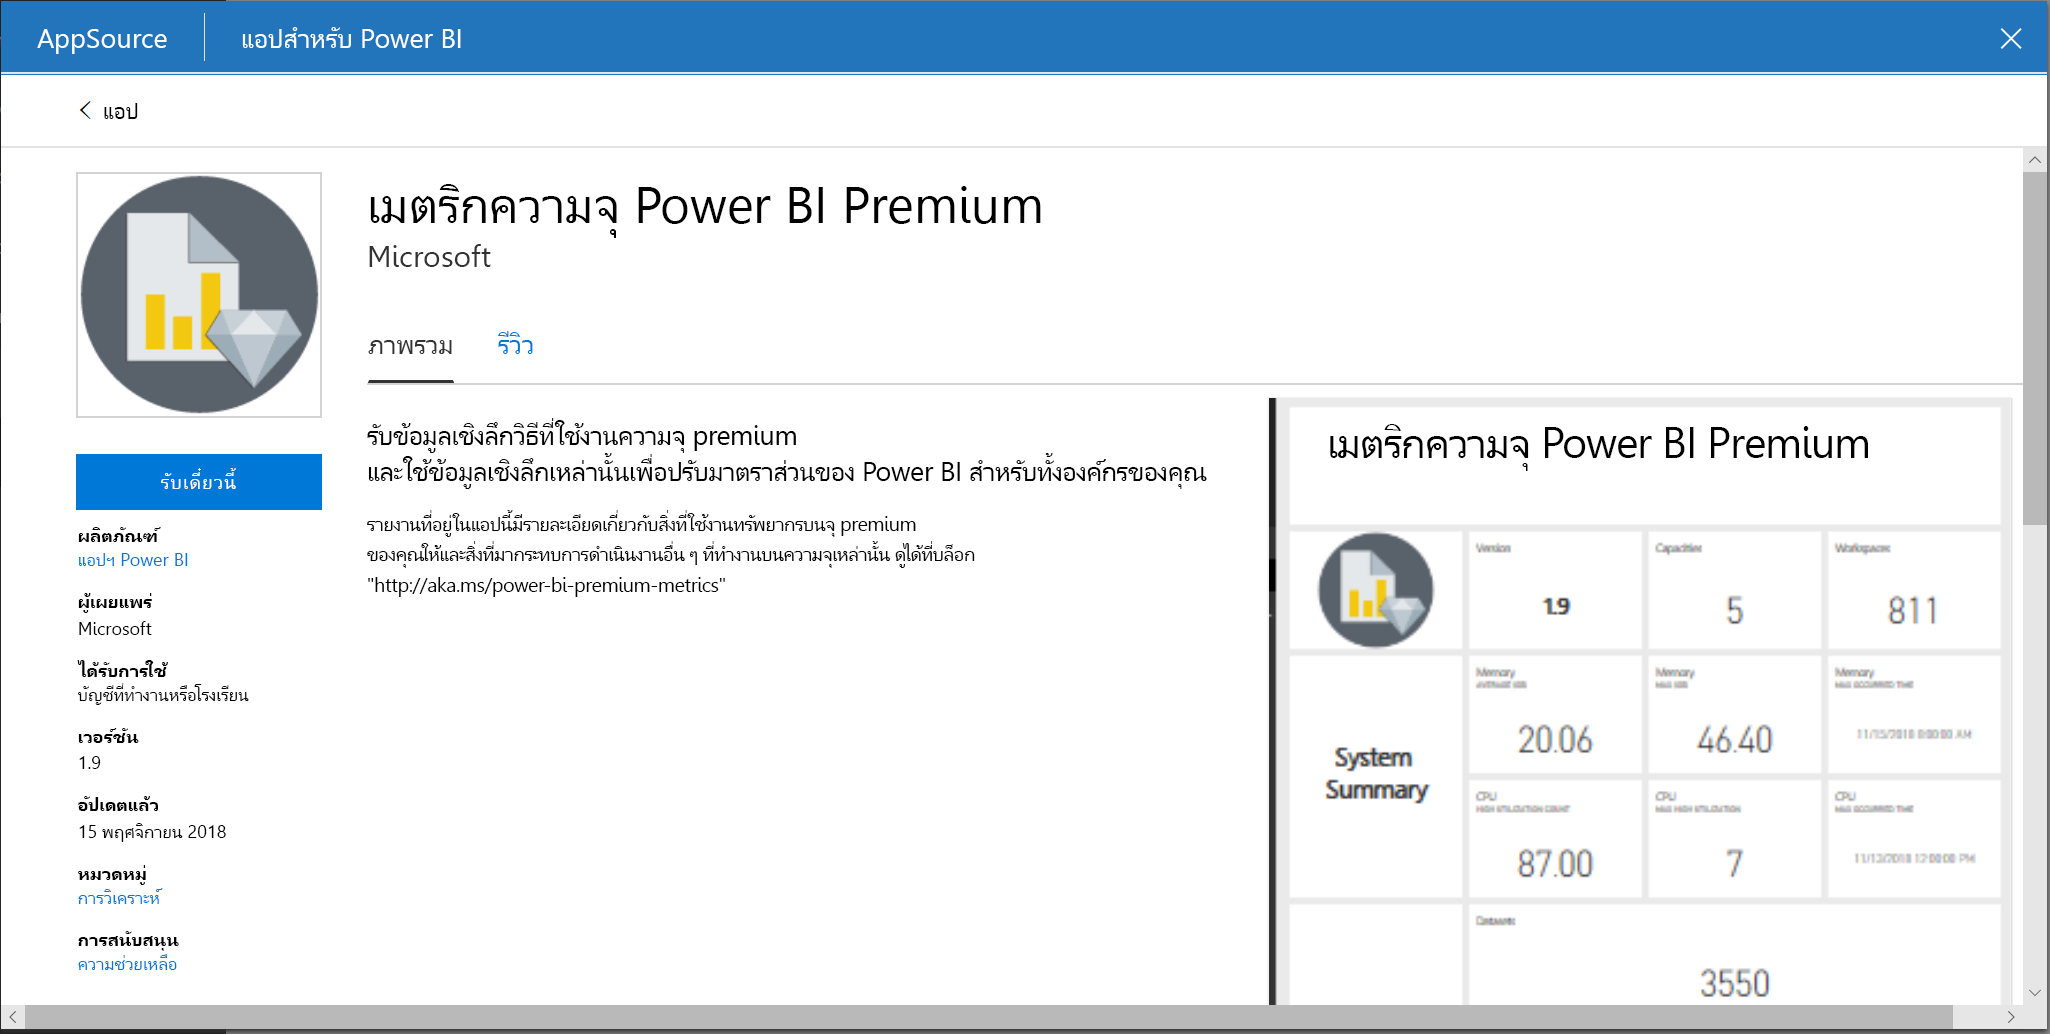 AppSource
แอปสำหรับ Power BI
แอป
เมตริกความจุ Power BI Premium
Microsoft
ภาพรวม
รีวิว
รับเดี๋ยวนี้
ผลิตภัณฑ์
แอปฯ Power BI
ผู้เผยแพร่
Microsoft
ได้รับการใช้
บัญชีที่ทำงานหรือโรงเรียน
เวอร์ชัน
1.9
อัปเดตแล้ว
15 พฤศจิกายน 2018
หมวดหมู่
การวิเคราะห์
การสนับสนุน
ความช่วยเหลือ
รับข้อมูลเชิงลึกวิธีที่ใช้งานความจุ premium
และใช้ข้อมูลเชิงลึกเหล่านั้นเพื่อปรับมาตราส่วนของ Power BI สำหรับทั้งองค์กรของคุณ
รายงานที่อยู่ในแอปนี้มีรายละเอียดเกี่ยวกับสิ่งที่ใช้งานทรัพยากรบนจุ premium
ของคุณให้และสิ่งที่มากระทบการดำเนินงานอื่น ๆ ที่ทำงานบนความจุเหล่านั้น ดูได้ที่บล็อก
"http://aka.ms/power-bi-premium-metrics"
เมตริกความจุ Power BI Premium
Version
1.9
Capacities
5
Workspaces
811
System
Summary
Memory
AVERAGE (GB)
20.06
Memory
MAX (GB)
46.40
Memory
MAX OCCURRED TIME
11/15/2018 8:00:00 AM
CPU
HIGH UTILIZATION COUNT
87.00
CPU
MAX HIGH UTILIZATION
7
CPU
MAX OCCURRED TIME
11/13/2018 12:00:00 PM
Datasets
3550